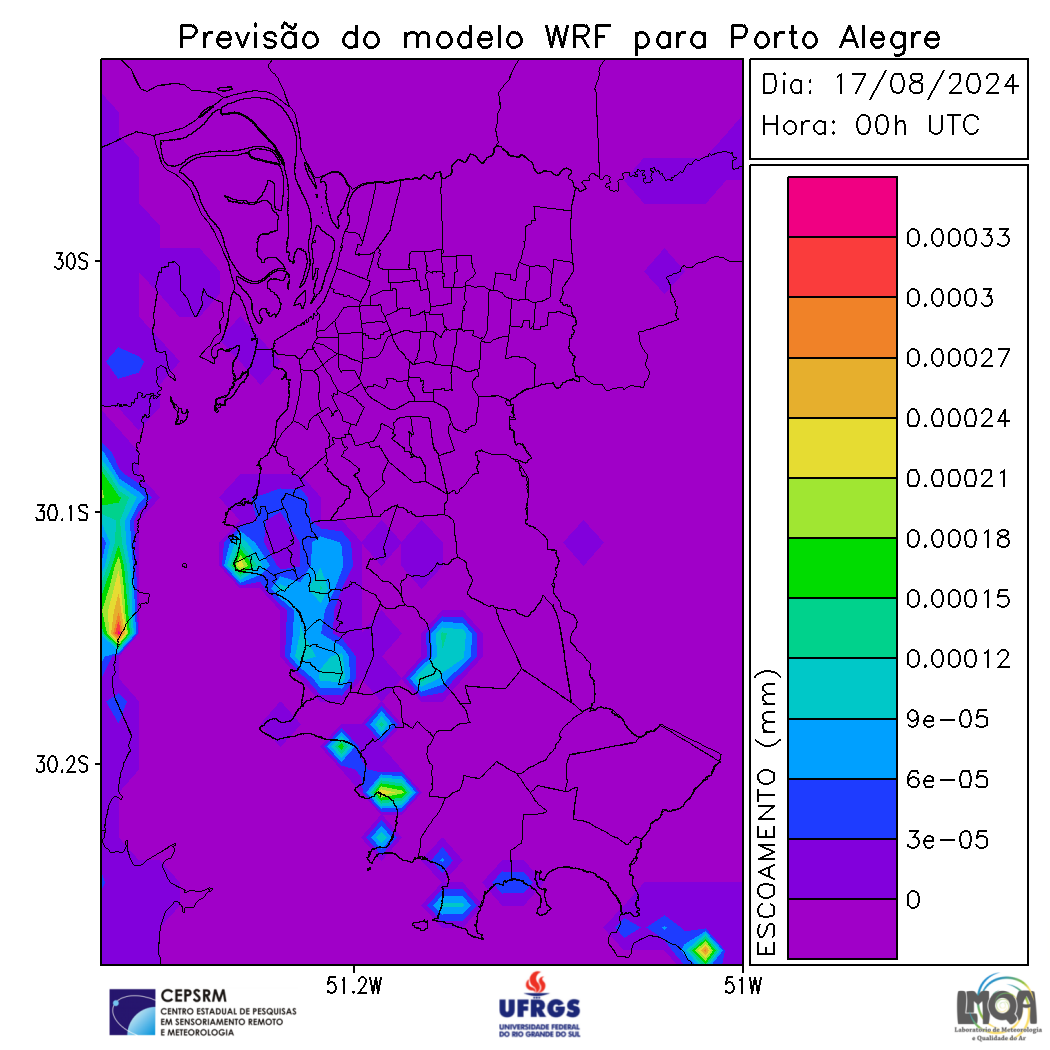 Previsão do modelo WRF para Porto Alegre
Dia: 17/08/2024
Hora: 00h UTC
30S
30.1S
30.2S
51.2W
51W
ESCOAMENTO (mm)
0.00033
0.0003
0.00027
0.00024
0.00021
0.00018
0.00015
0.00012
9e-05
6e-05
3e-05
0
CEPSRM
CENTRO ESTADUAL DE PESQUISAS
EM SENSORIAMENTO REMOTO
E METEOROLOGIA
UFRGS
UNIVERSIDADE FEDERAL
DO RIO GRANDE DO SUL
LMQA
Laboratório de Meteorologia
e Qualidade do Ar